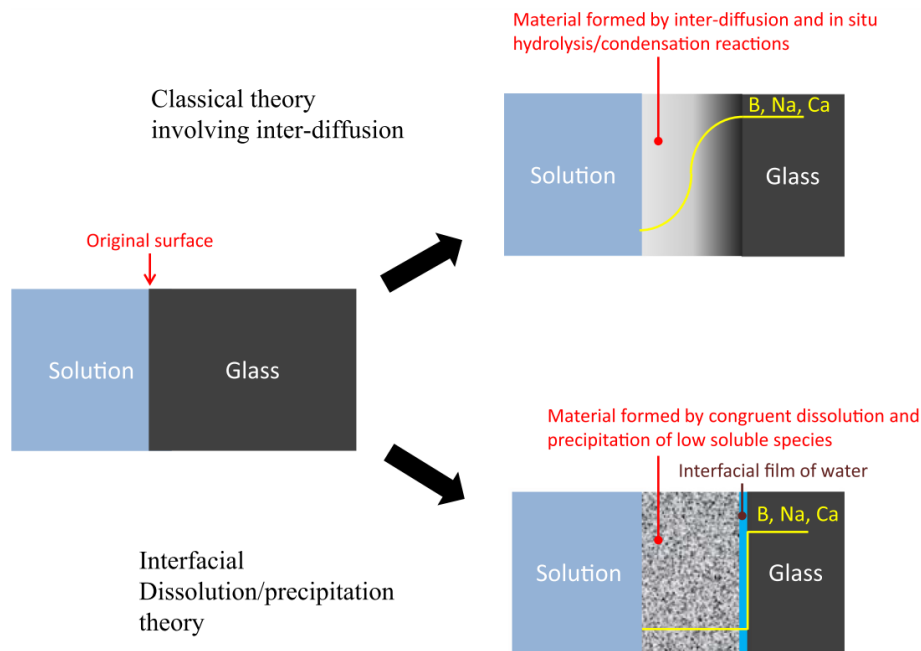 Material formed by inter-diffusion and in situ
hydrolysis/condensation reactions
Classical theory
involving inter-diffusion
B, Na, Ca
Solution
Glass
Original surface
Solution
Glass
Material formed by congruent dissolution and
precipitation of low soluble species
Interfacial film of water
B, Na, Ca
Interfacial
Dissolution/precipitation
theory
Solution
Glass